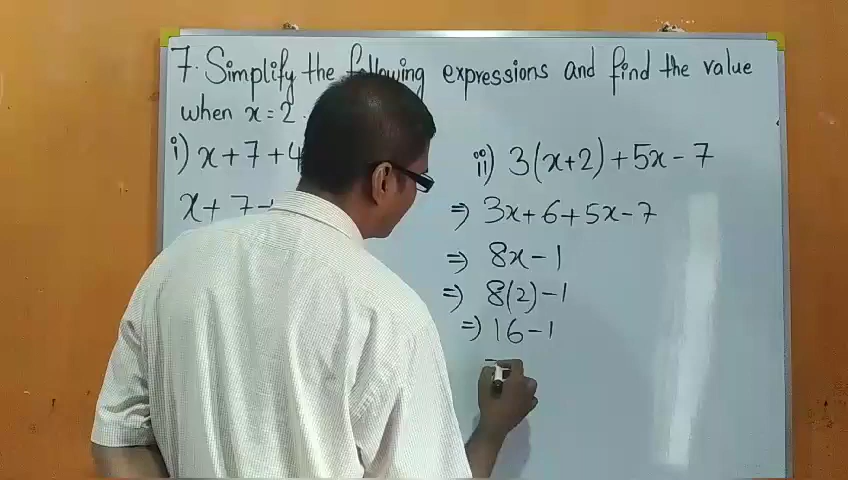 7. Simplify the following expressions and find the value
when x = 2.
i) x + 7 + 4
x + 7 +
ii) 3(x+2) + 5x - 7
⇒ 3x + 6 + 5x - 7
⇒ 8x - 1
⇒ 8(2) - 1
⇒ 16 - 1